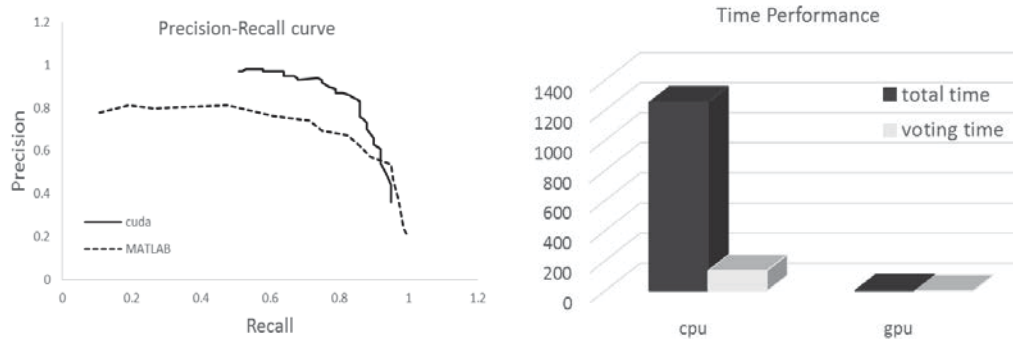 Precision-Recall curve
1.2
1
0.8
0.6
0.4
0.2
0
Precision
cuda
MATLAB
0 0.2 0.4 0.6 0.8 1 1.2
Recall
Time Performance
1400
1200
1000
800
600
400
200
0
total time
voting time
cpu gpu